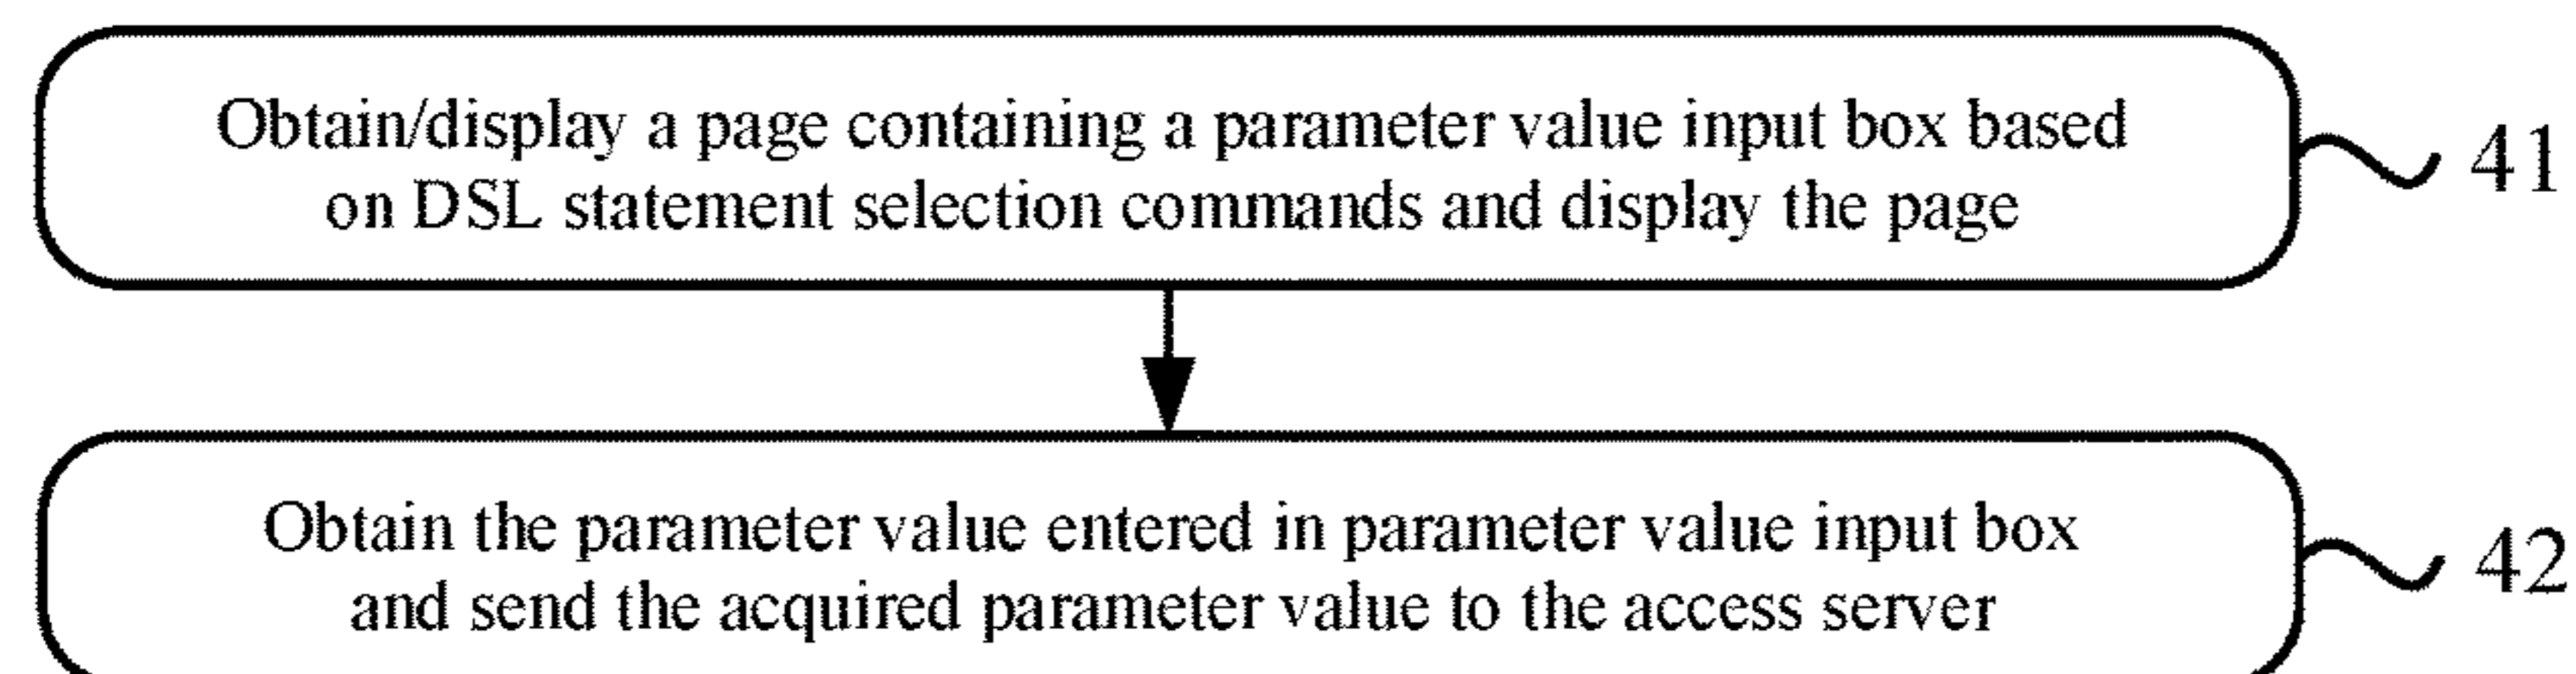 Obtain/display a page containing a parameter value input box based
on DSL statement selection commands and display the page
41
Obtain the parameter value entered in parameter value input box
and send the acquired parameter value to the access server
42